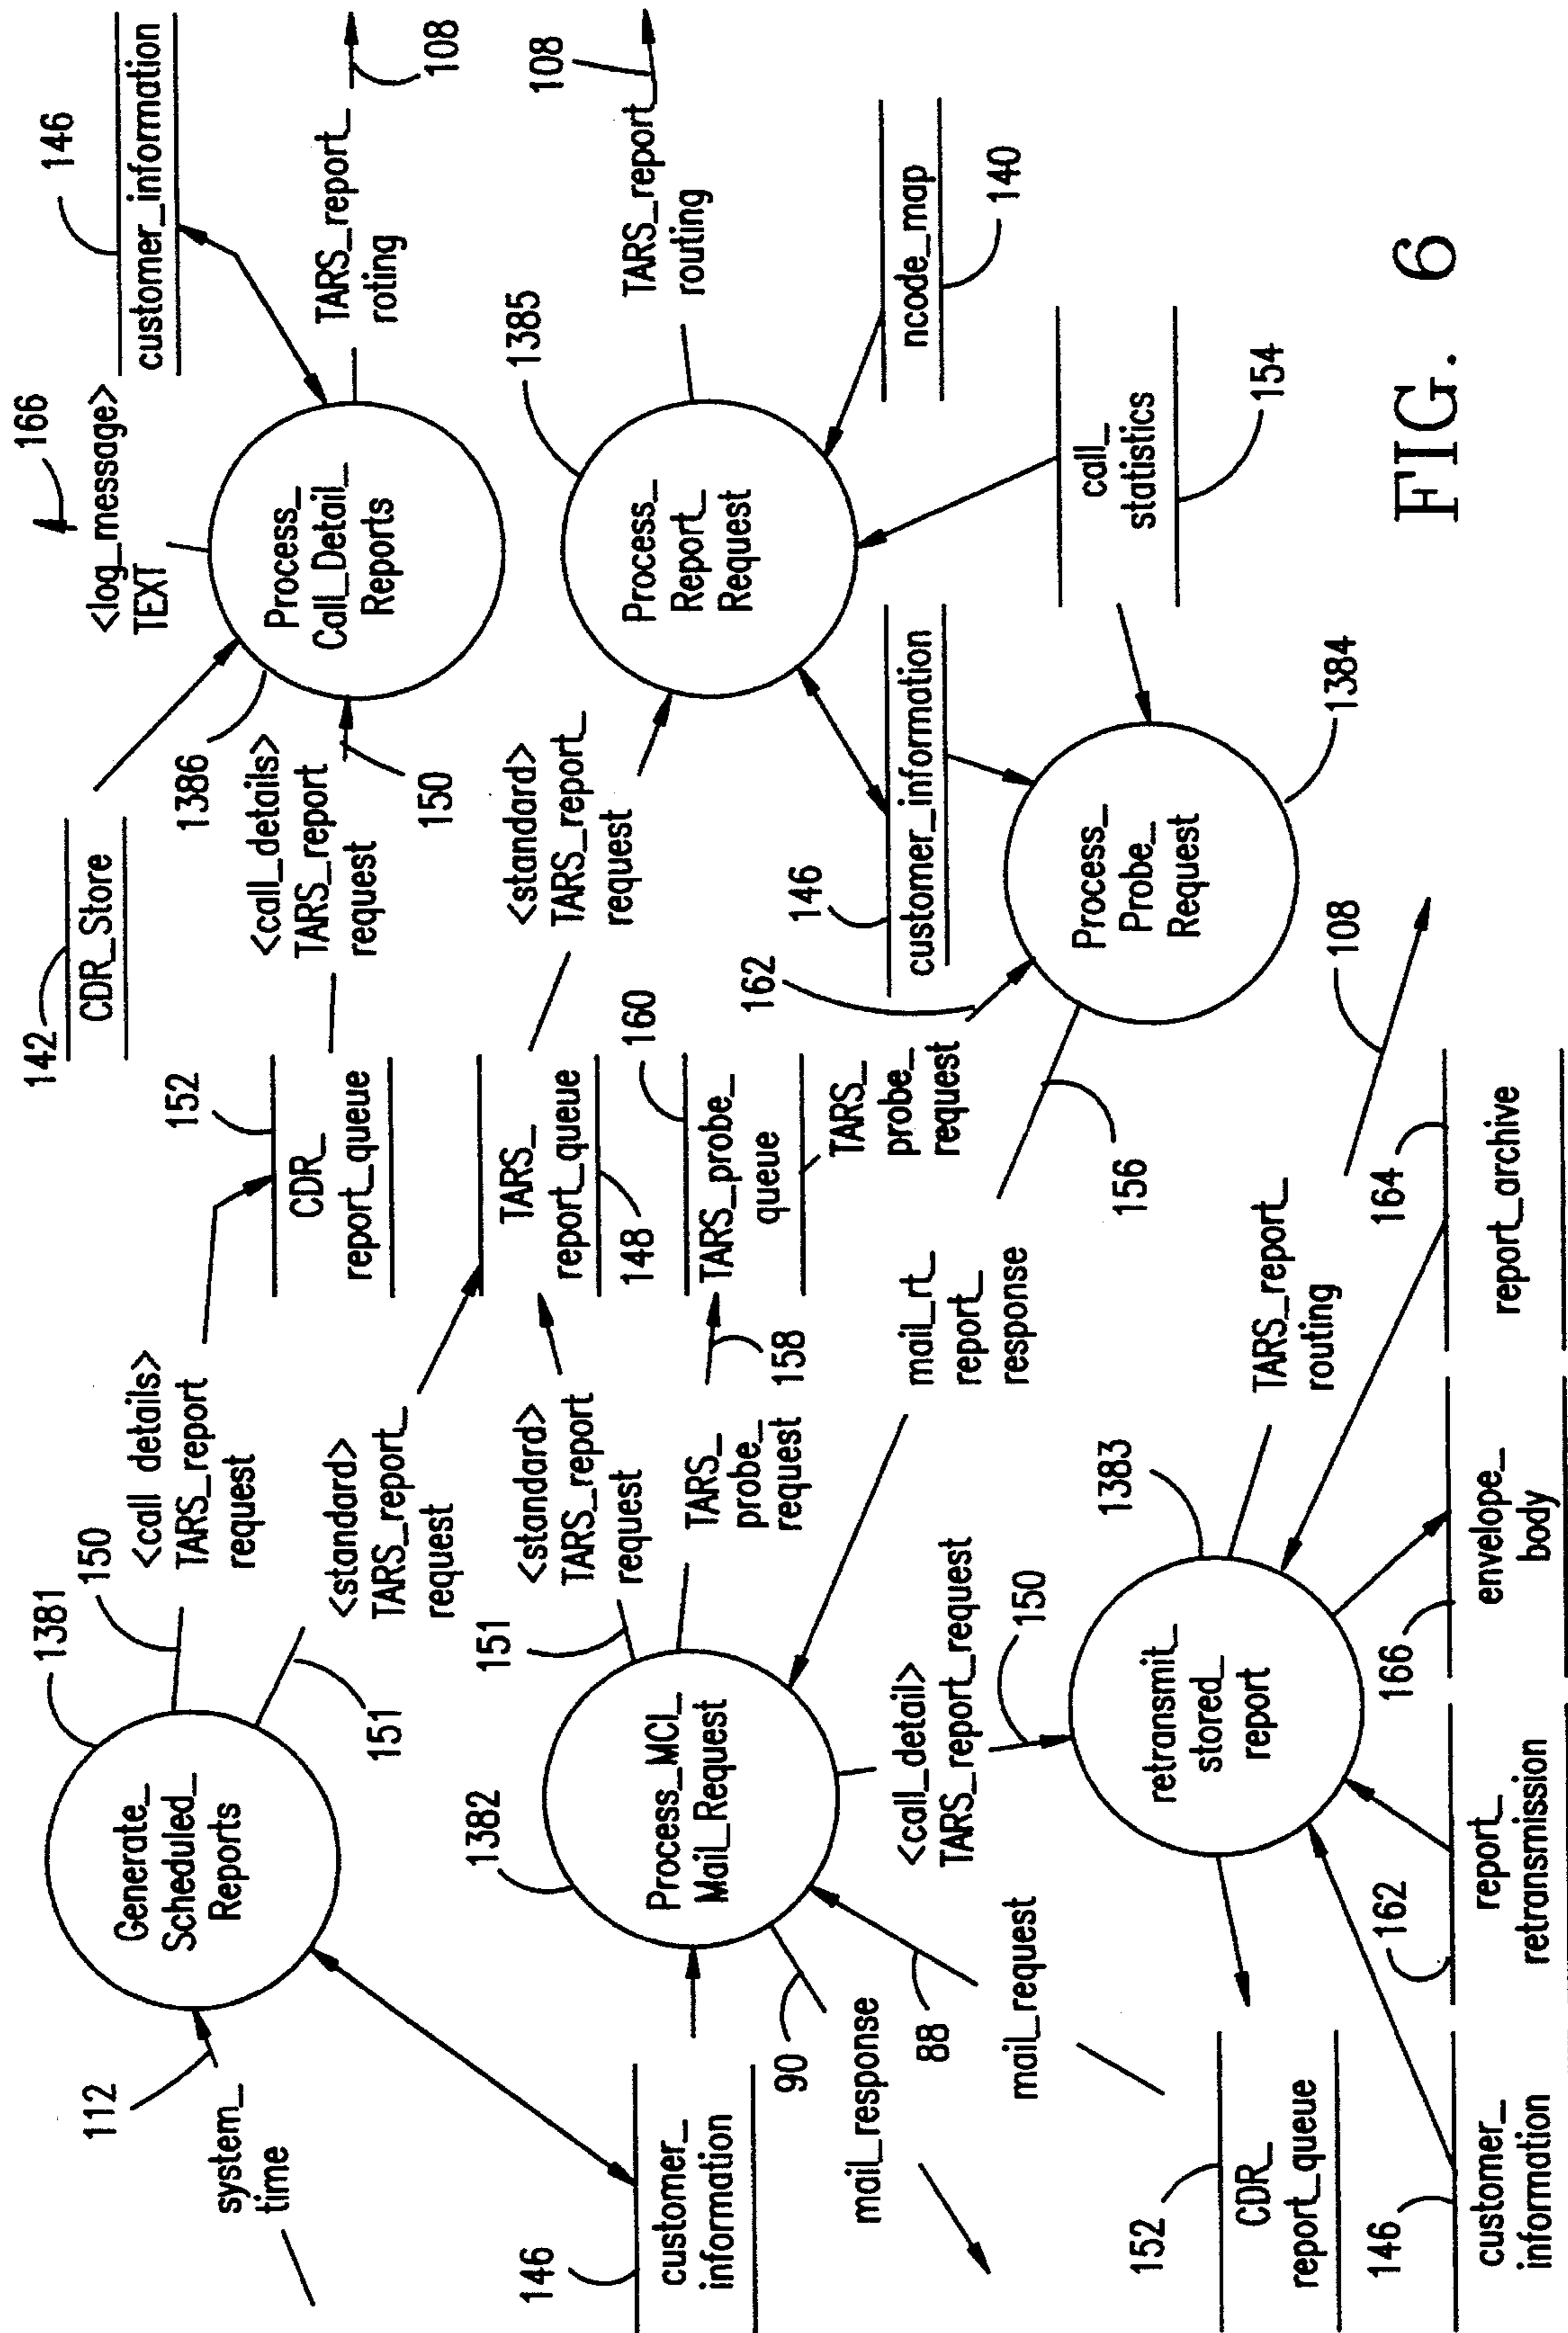 112
system_
time
1381
Generate_
Scheduled_
Reports
150
<call details>
TARS_report
request
151
<standard>
TARS_report_
request
152
CDR_
report_queue
142
CDR_Store
<call_details>
TARS_report
request
150
1386
Process_
Call_Detail_
Reports
<log_message>
TEXT
166
146
customer_information
TARS_report_
roting
108
146
customer_
information
1382
Process_MCI_
Mail_Request
151
<standard>
TARS_report
request
TARS_
probe_
request
158
TARS_
report_queue
148
160
TARS_probe_
queue
TARS_
probe_
request
162
<standard>
TARS_report_
request
1385
Process_
Report_
Request
TARS_report_
routing
108
ncode_map
140
146
customer_information
call_
statistics
154
Process_
Probe_
Request
1384
156
mail_rt_
report_
response
90
mail_response
88
mail_request
<call_detail>
TARS_report_request
150
152
CDR_
report_queue
retransmit_
stored_
report
1383
TARS_report_
routing
108
146
customer_
information
162
report_
retransmission
166
envelope_
body
164
report_archive
FIG. 6